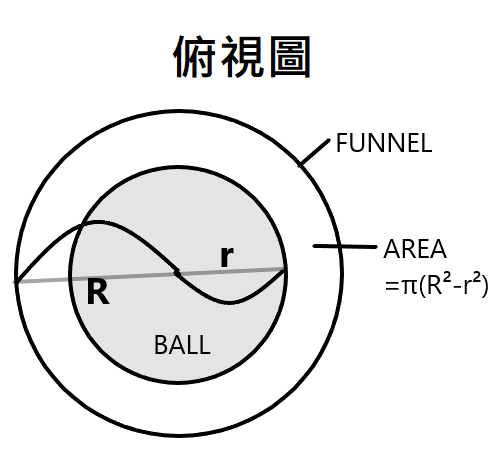 俯視圖
FUNNEL
AREA
=π(R²-r²)
r
R
BALL